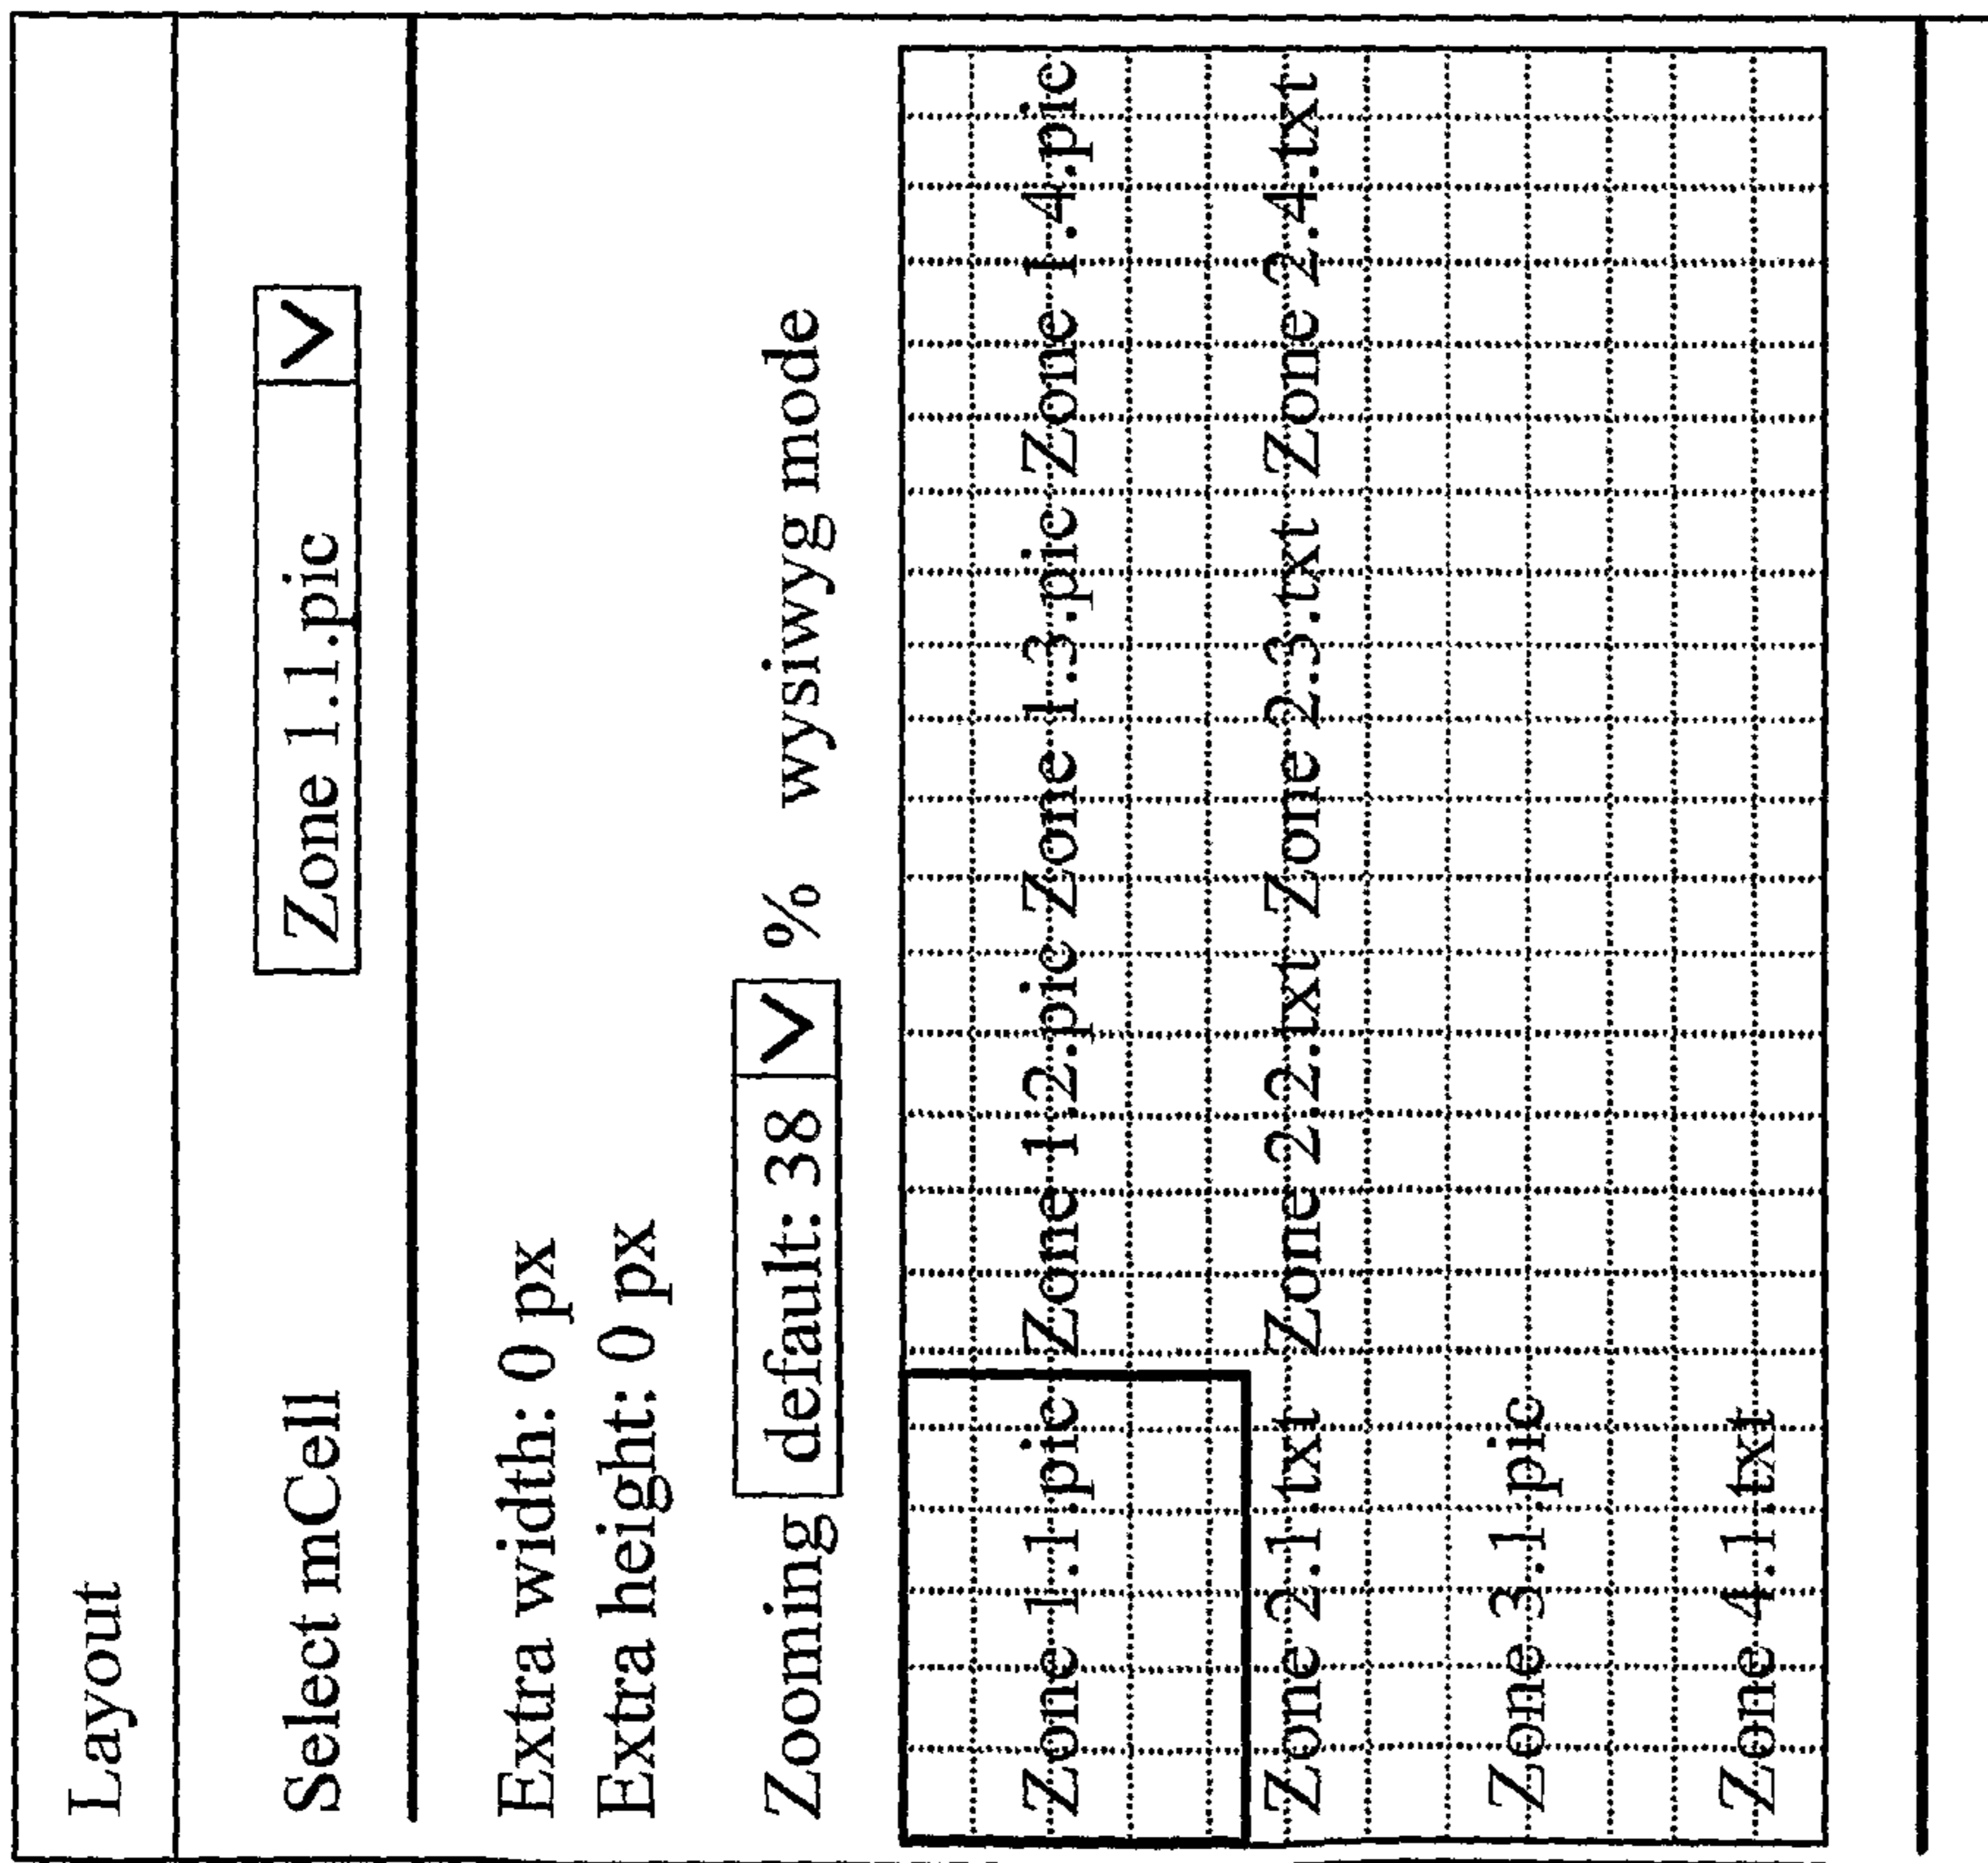 Layout
Select mCell Zone 1.1.pic
Extra width: 0 px
Extra height: 0 px
Zooming default: 38 % wysiwyg mode
Zone 1.1.pic Zone 1.2.pic Zone 1.3.pic Zone 1.4.pic
Zone 2.1.txt Zone 2.2.txt Zone 2.3.txt Zone 2.4.txt
Zone 3.1.pic
Zone 4.1.txt